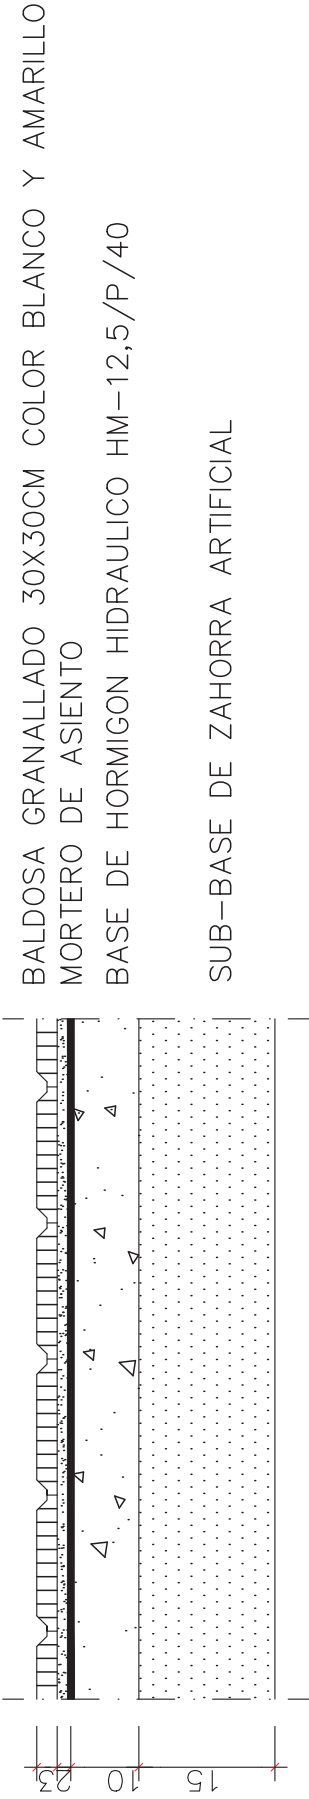 BALDOSA GRANALLADO 30X30CM COLOR BLANCO Y AMARILLO
MORTERO DE ASIENTO
BASE DE HORMIGON HIDRAULICO HM-12,5/P/40
SUB-BASE DE ZAHORRA ARTIFICIAL
3
2
10
15